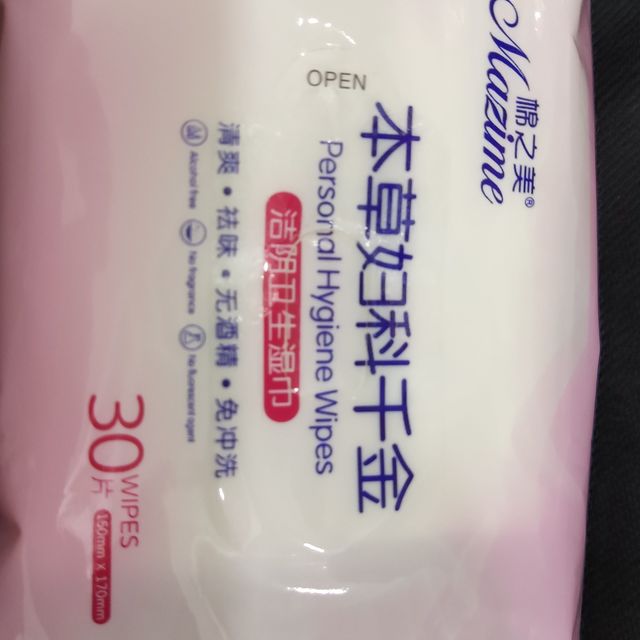 棉之美®
Mazime
OPEN
本草妇科千金
Personal Hygiene Wipes
洁阴卫生湿巾
清爽 • 祛味 • 无酒精 • 免冲洗
Alcohol free No fragrance No fluorescent agent
30片 WIPES
150mm X 170mm